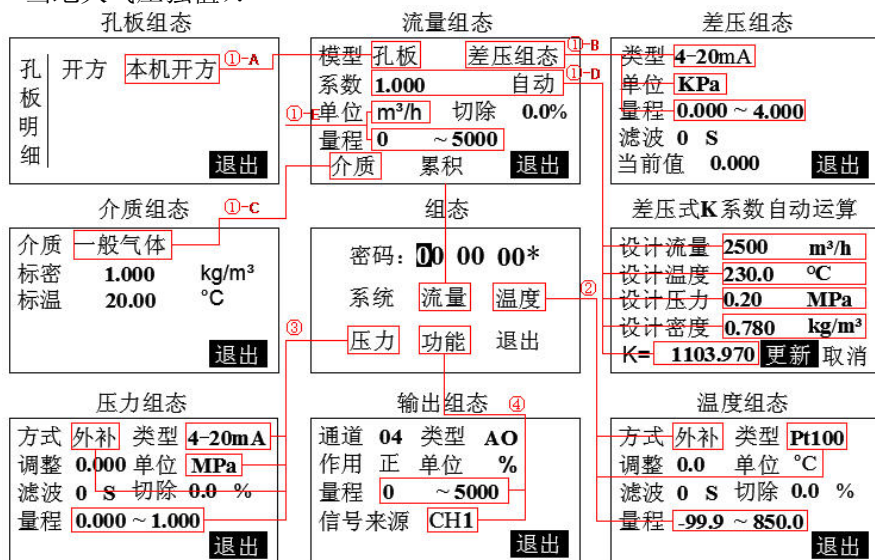 孔板组态
孔板明细
开方 本机开方
①-A
退出
流量组态
模型 孔板 差压组态
①-B
系数 1.000 自动
①-D
①-E
单位 m³/h 切除 0.0%
量程 0 ~ 5000
介质 累积 退出
差压组态
类型 4-20mA
单位 KPa
量程 0.000 ~ 4.000
滤波 0 S
当前值 0.000 退出
介质组态
①-C
介质 一般气体
标密 1.000 kg/m³
标温 20.00 °C
退出
组态
密码: 00 00 00*
系统 流量 温度
②
③
压力 功能 退出
差压式K系数自动运算
设计流量 2500 m³/h
设计温度 230.0 °C
设计压力 0.20 MPa
设计密度 0.780 kg/m³
K= 1103.970 更新 取消
压力组态
方式 外补 类型 4-20mA
调整 0.000 单位 MPa
滤波 0 S 切除 0.0 %
量程 0.000 ~ 1.000
退出
输出组态 ④
通道 04 类型 AO
作用 正 单位 %
量程 0 ~ 5000
信号来源 CH1
退出
温度组态
方式 外补 类型 Pt100
调整 0.0 单位 °C
滤波 0 S 切除 0.0 %
量程 -99.9 ~ 850.0
退出